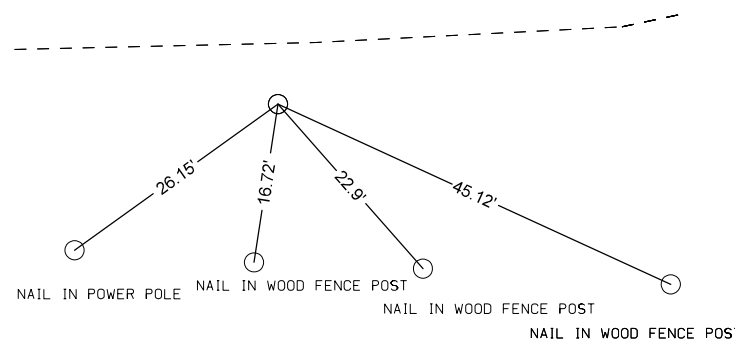 26.15'
16.72'
22.9'
45.12'
NAIL IN POWER POLE
NAIL IN WOOD FENCE POST
NAIL IN WOOD FENCE POST
NAIL IN WOOD FENCE POST